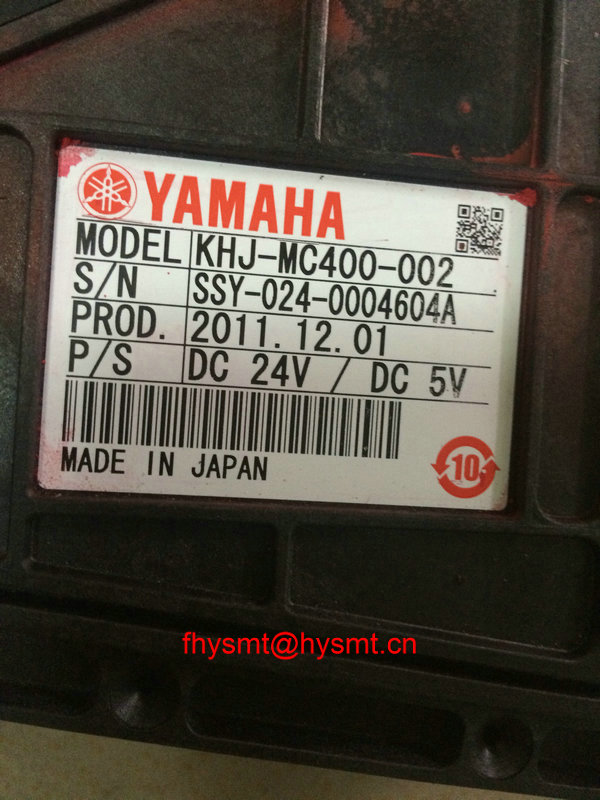 YAMAHA
MODEL KHJ-MC400-002
S/N SSY-024-0004604A
PROD. 2011.12.01
P/S DC 24V / DC 5V
MADE IN JAPAN
10
fhysmt@hysmt.cn